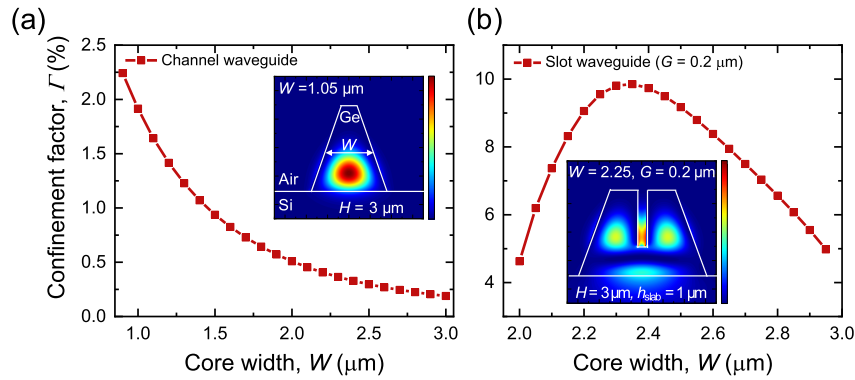 (a)
Confinement factor, Γ (%)
2.5
2.0
1.5
1.0
0.5
0.0
Channel waveguide
W =1.05 µm
Ge
W
Air
Si
H = 3 µm
1.0
1.5
2.0
2.5
3.0
Core width, W (µm)
(b)
10
8
6
4
Slot waveguide (G = 0.2 µm)
W = 2.25, G = 0.2 µm
H = 3 µm, hslab = 1 µm
2.0
2.2
2.4
2.6
2.8
3.0
Core width, W (µm)